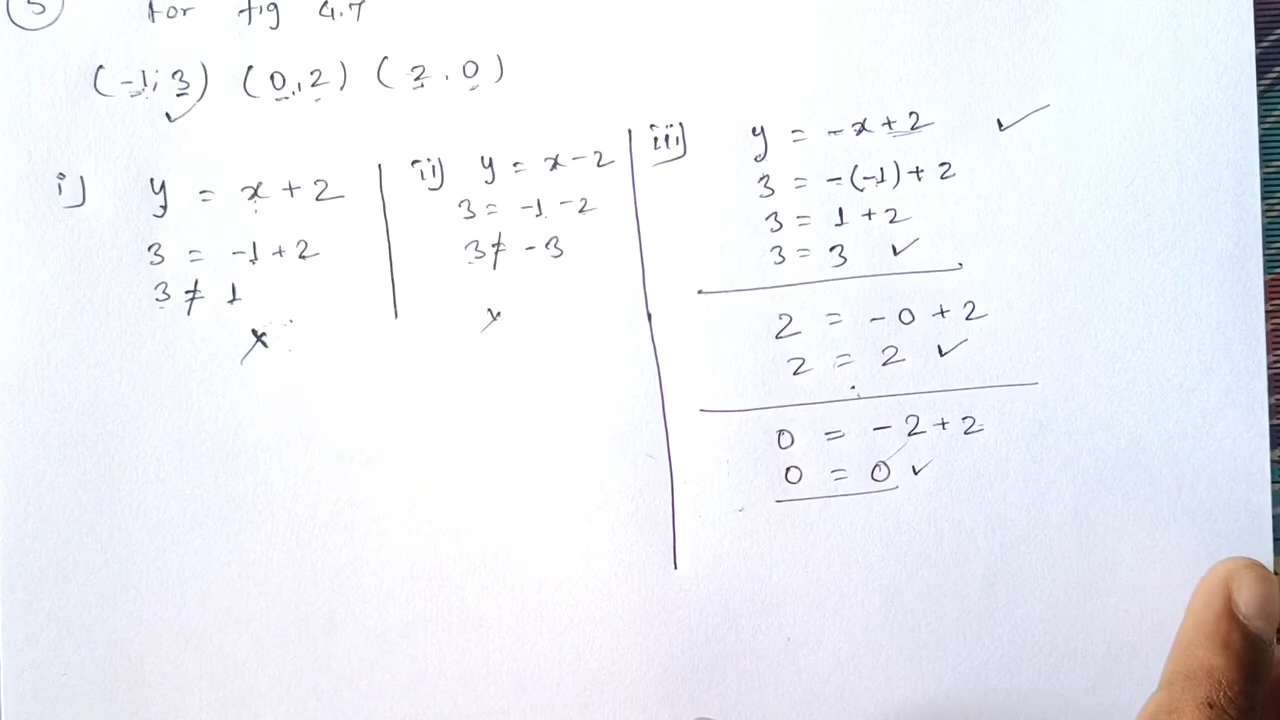 5 For fig 4.7
(-1, 3) (0, 2) (2, 0)
✓
i) y = x + 2
3 = -1 + 2
3 ≠ 1
×
ii) y = x - 2
3 = -1 - 2
3 ≠ -3
×
iii) y = -x + 2 ✓
3 = -(-1) + 2
3 = 1 + 2
3 = 3 ✓
2 = -0 + 2
2 = 2 ✓
0 = -2 + 2
0 = 0 ✓